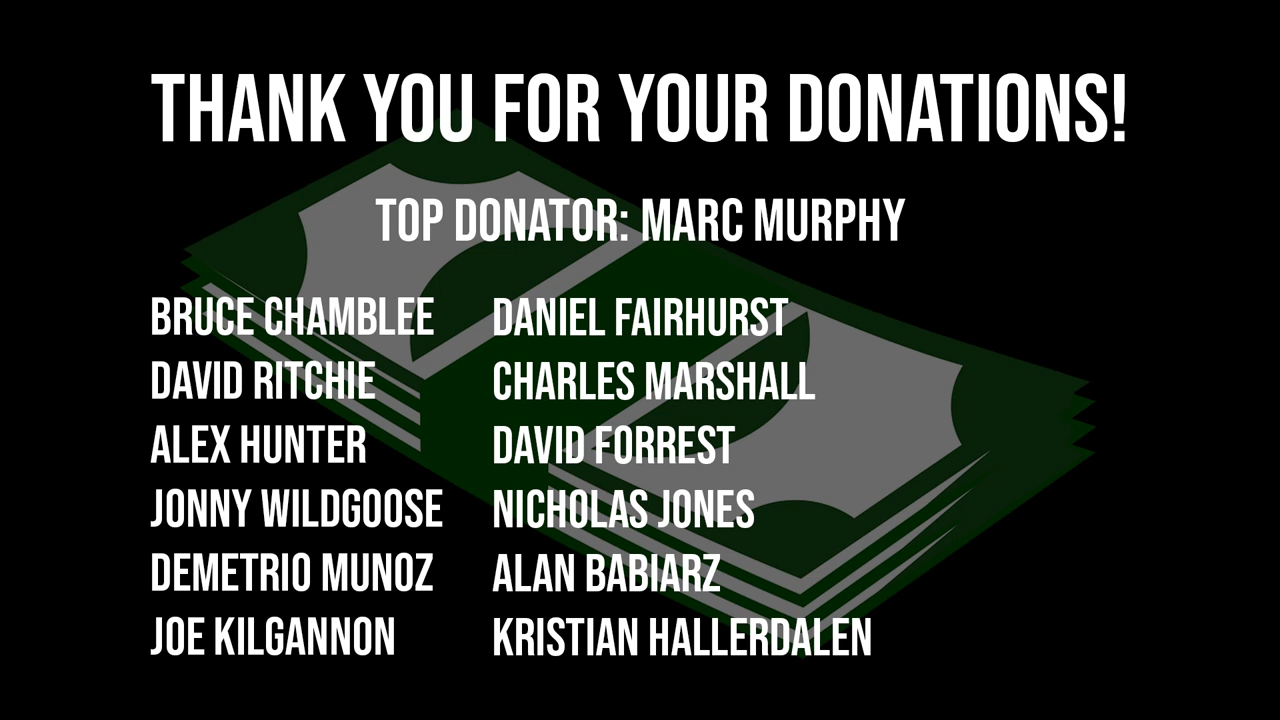 THANK YOU FOR YOUR DONATIONS!
TOP DONATOR: MARC MURPHY
BRUCE CHAMBLEE
DAVID RITCHIE
ALEX HUNTER
JONNY WILDGOOSE
DEMETRIO MUNOZ
JOE KILGANNON
DANIEL FAIRHURST
CHARLES MARSHALL
DAVID FORREST
NICHOLAS JONES
ALAN BABIARZ
KRISTIAN HALLERDALEN